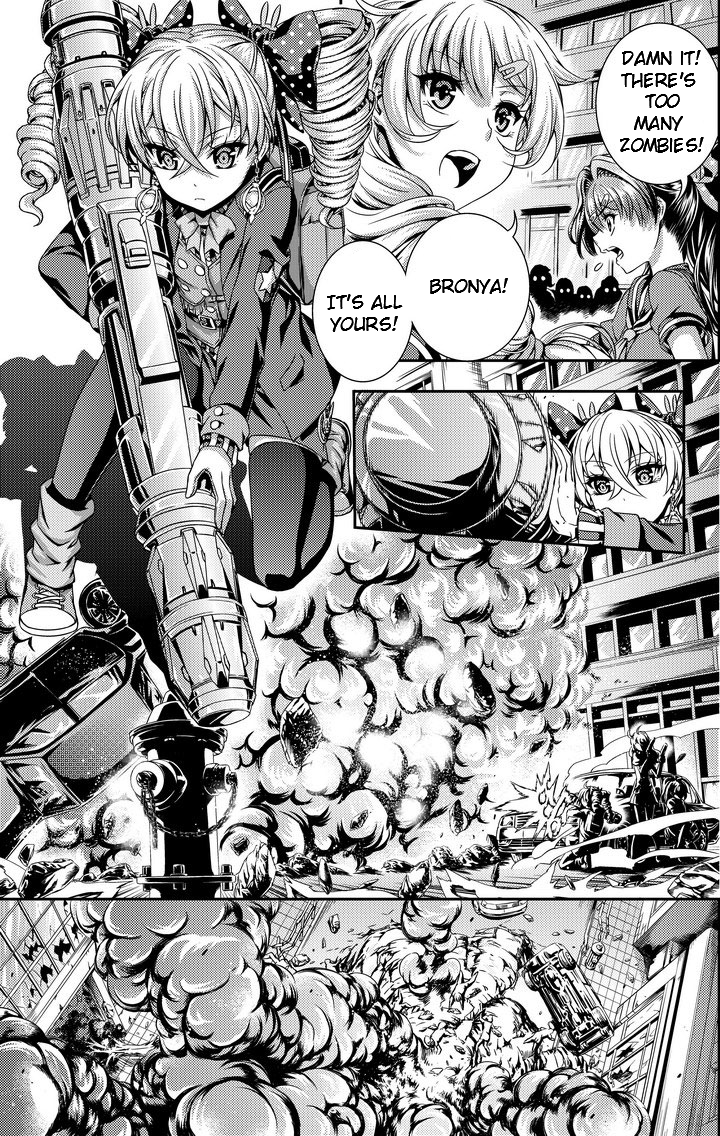 DAMN IT!
THERE'S
TOO
MANY
ZOMBIES!
BRONYA!
IT'S ALL
YOURS!